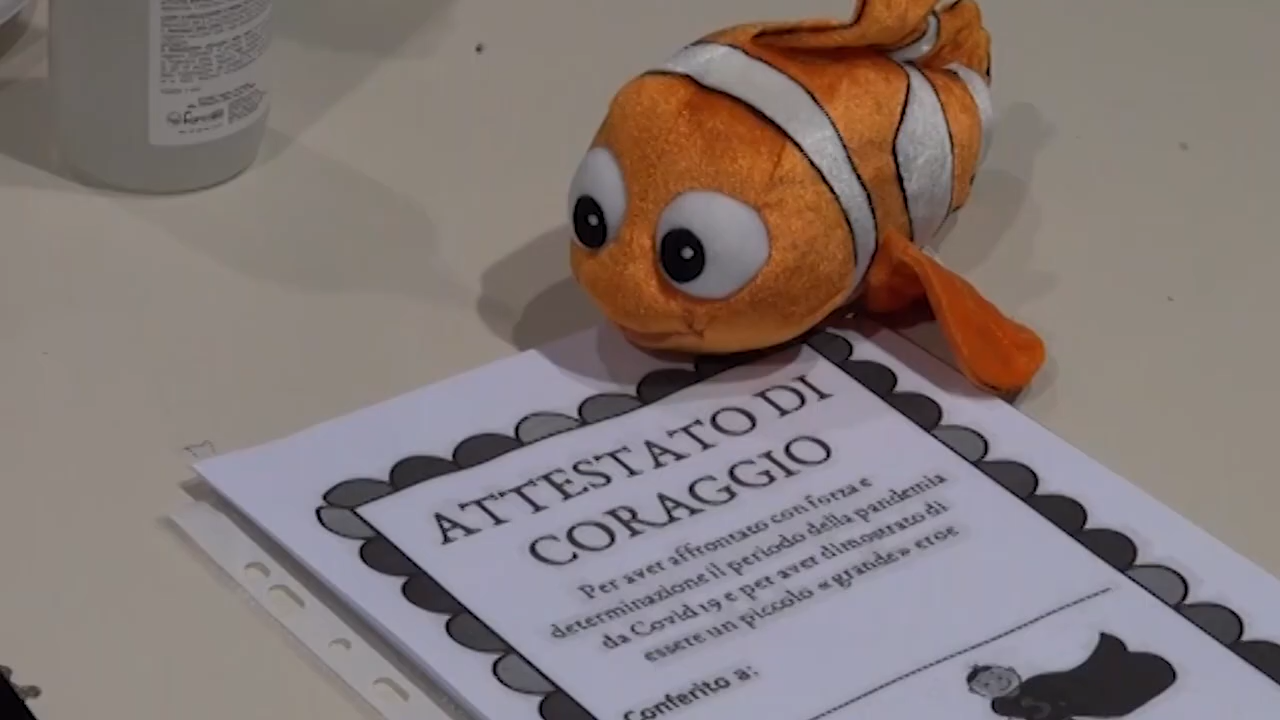 ATTESTATO DI
CORAGGIO
Per aver affrontato con forza e
determinazione il periodo della pandemia
da Covid 19 e per aver dimostrato di
essere un piccolo « grande» eroe
Conferito a: